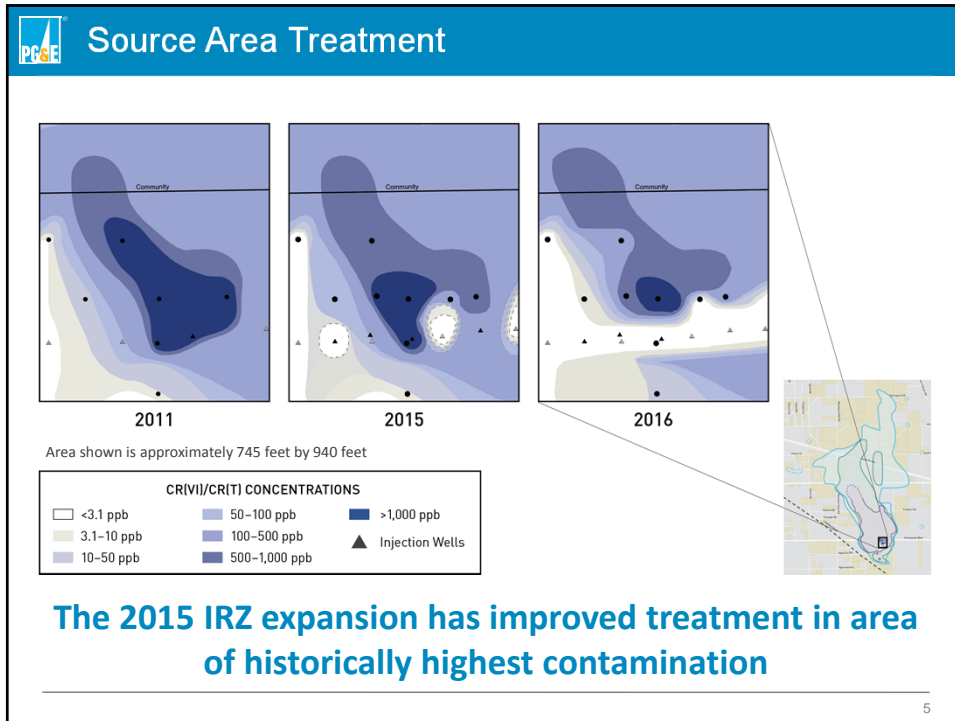 PG&E
Source Area Treatment
Community
Community
Community
2011
2015
2016
Area shown is approximately 745 feet by 940 feet
CR(VI)/CR(T) CONCENTRATIONS
<3.1 ppb
50–100 ppb
>1,000 ppb
3.1–10 ppb
100–500 ppb
Injection Wells
10–50 ppb
500–1,000 ppb
The 2015 IRZ expansion has improved treatment in area
of historically highest contamination
5